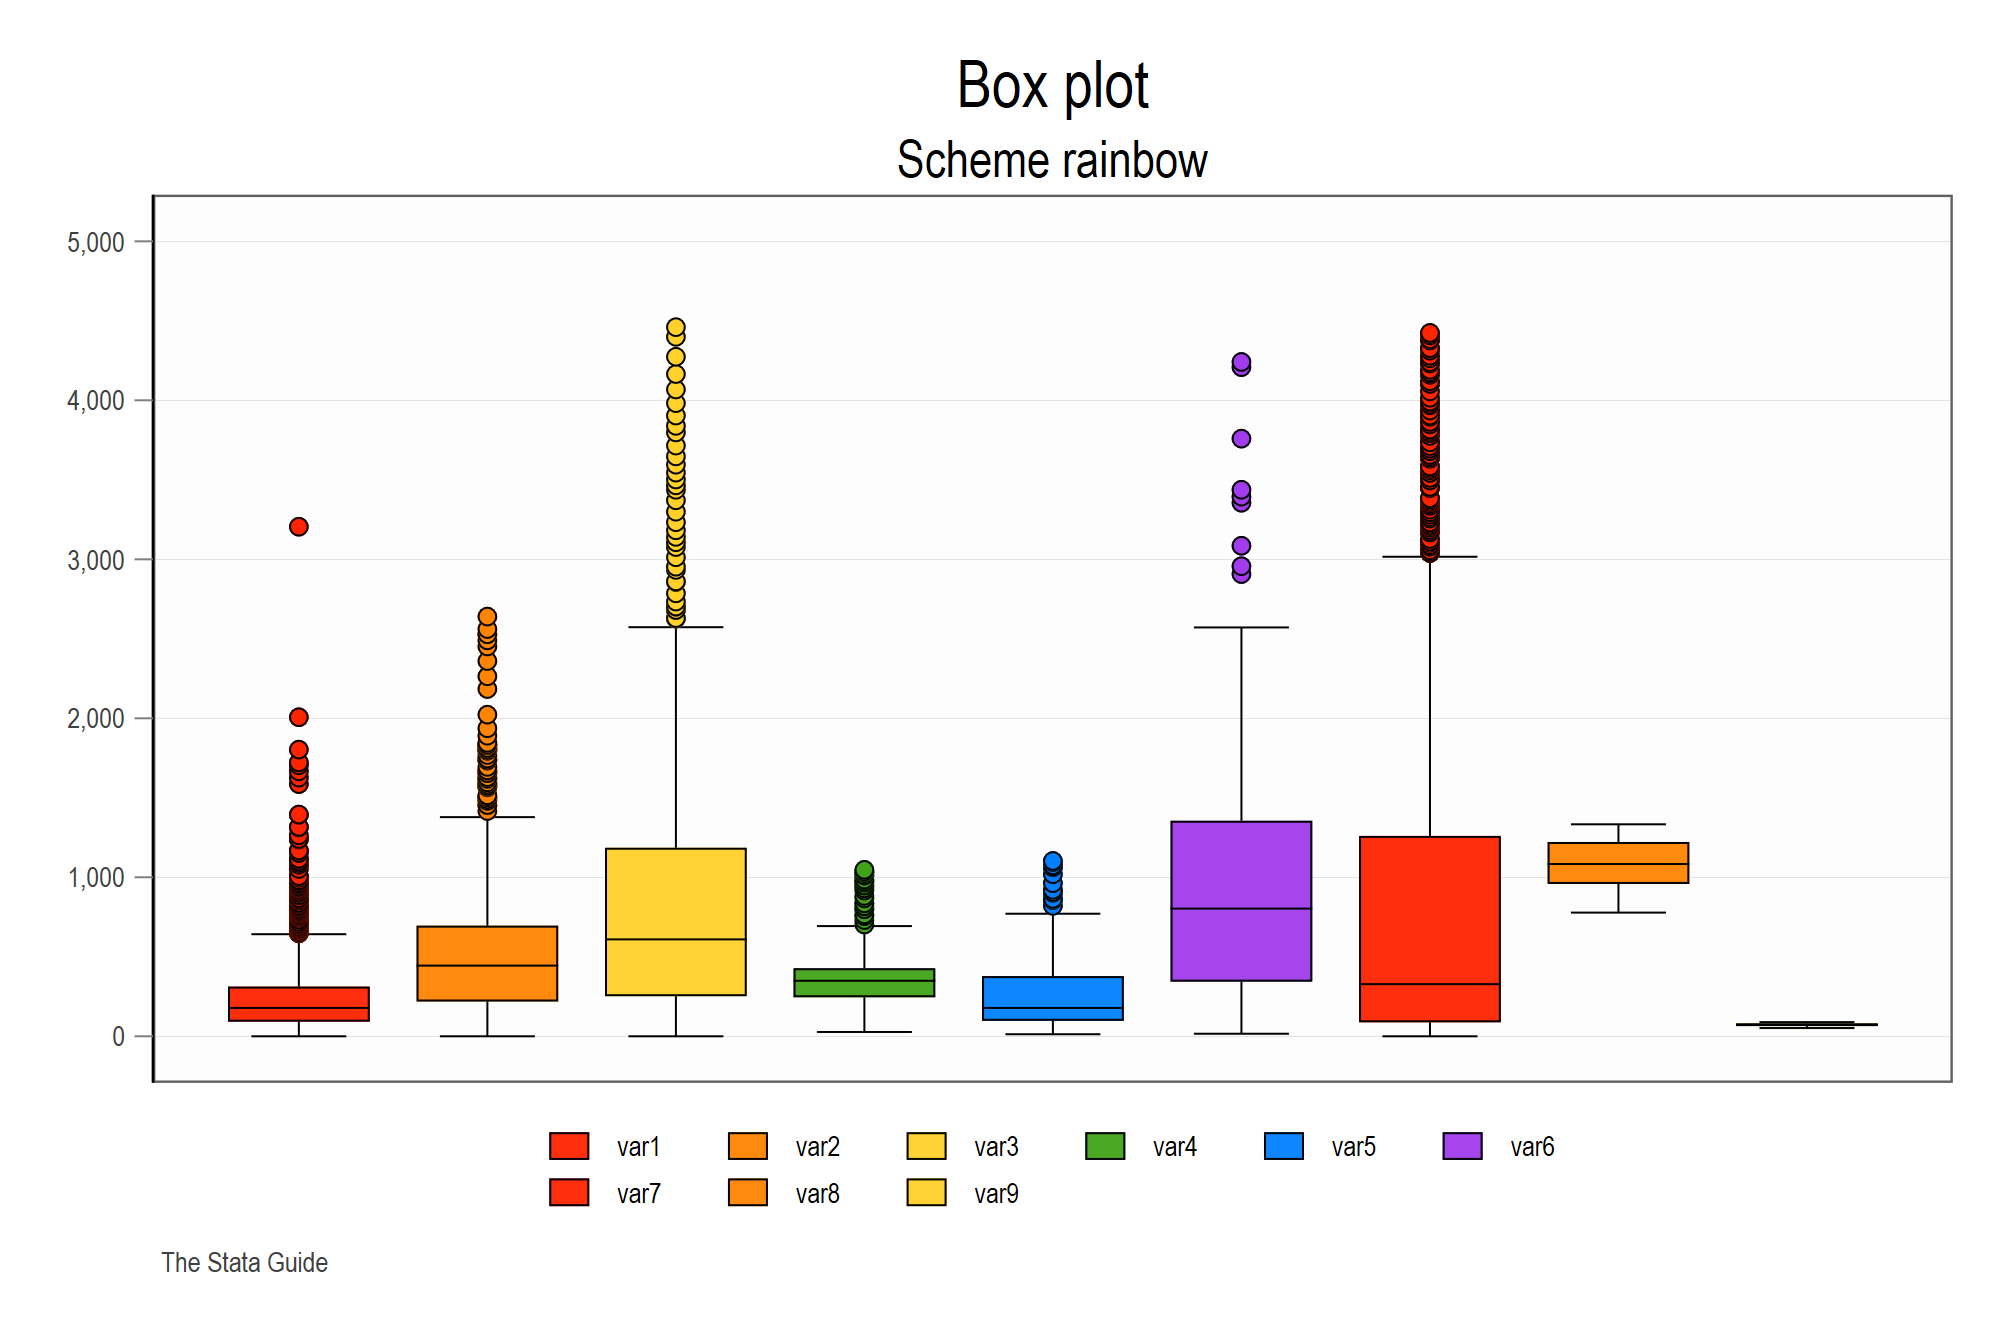 Box plot
Scheme rainbow
5,000
4,000
3,000
2,000
1,000
0
var1 var2 var3 var4 var5 var6
var7 var8 var9
The Stata Guide